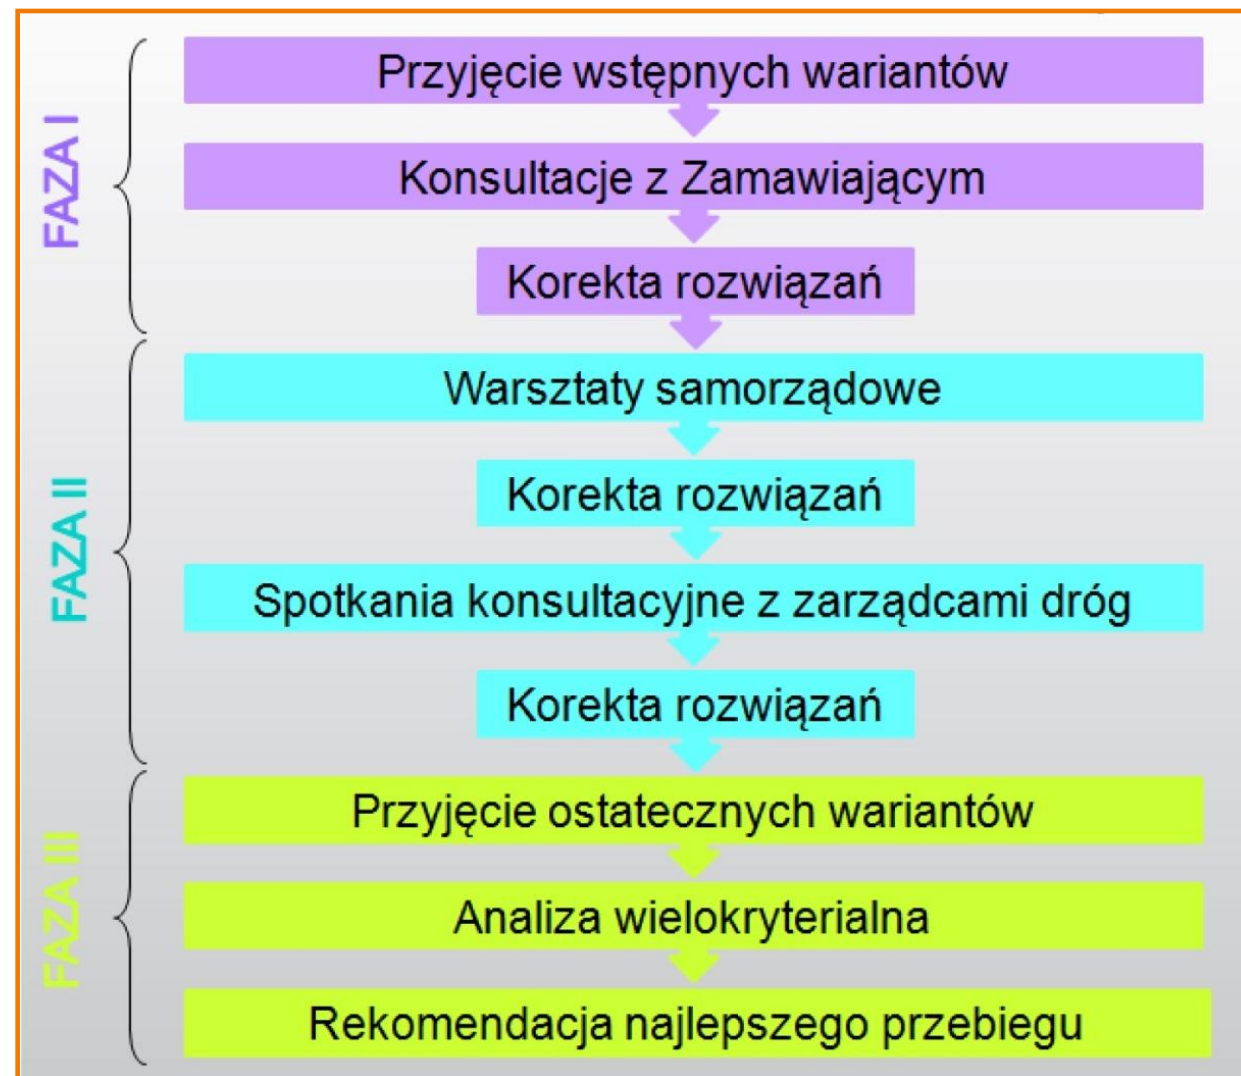 FAZA I
Przyjęcie wstępnych wariantów
Konsultacje z Zamawiającym
Korekta rozwiązań
FAZA II
Warsztaty samorządowe
Korekta rozwiązań
Spotkania konsultacyjne z zarządcami dróg
Korekta rozwiązań
FAZA III
Przyjęcie ostatecznych wariantów
Analiza wielokryterialna
Rekomendacja najlepszego przebiegu